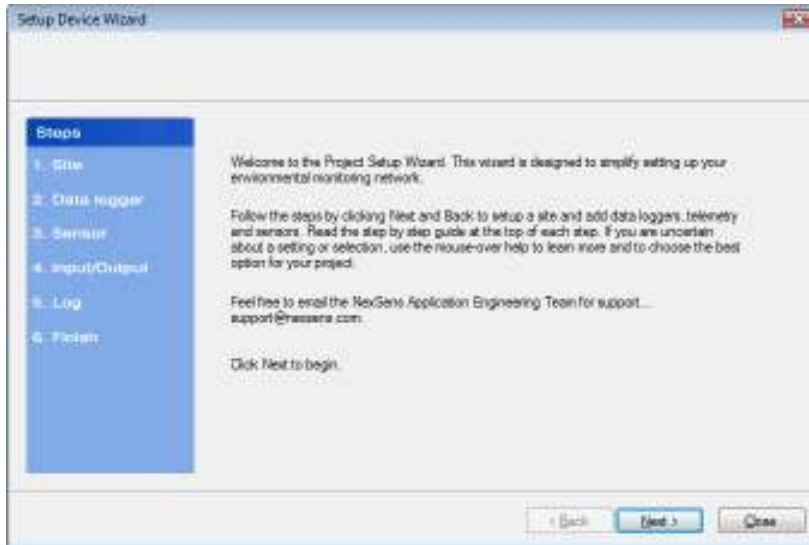 Setup Device Wizard
Steps
1. Site
2. Data logger
3. Sensor
4. Input/Output
5. Log
6. Finish
Welcome to the Project Setup Wizard. This wizard is designed to simplify setting up your
environmental monitoring network.
Follow the steps by clicking Next and Back to setup a site and add data loggers, telemetry
and sensors. Read the step by step guide at the top of each step. If you are uncertain
about a setting or selection, use the mouse-over help to learn more and to choose the best
option for your project.
Feel free to email the NexSens Application Engineering Team for support...
support@nexsens.com.
Click Next to begin.
< Back
Next >
Close